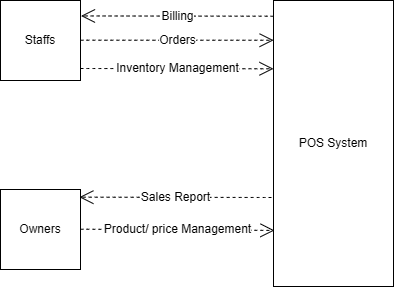 Billing
Staffs
Orders
Inventory Management
POS System
Sales Report
Owners
Product/ price Management